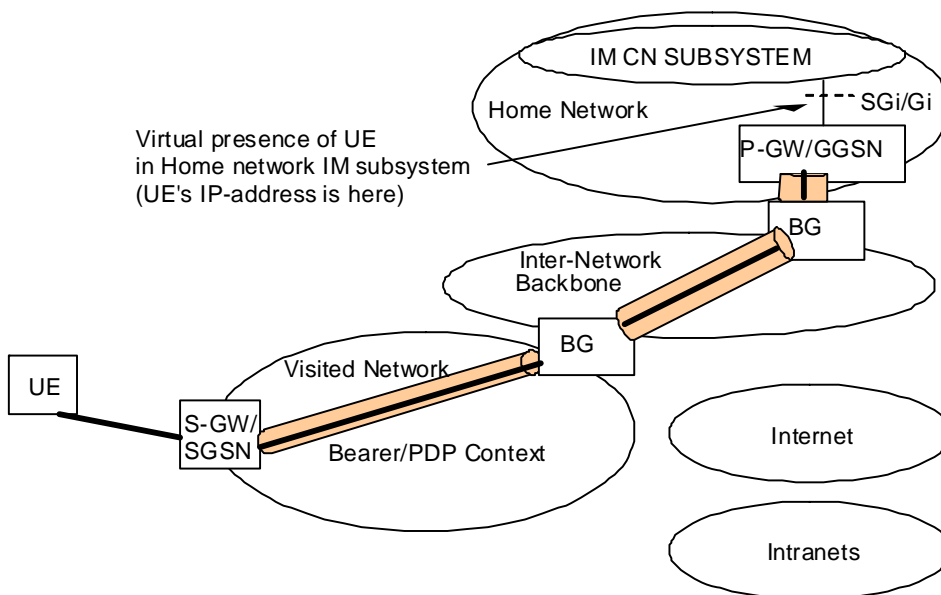 IM CN SUBSYSTEM
Home Network
SGi/Gi
Virtual presence of UE
in Home network IM subsystem
(UE's IP-address is here)
P-GW/GGSN
BG
Inter-Network
Backbone
BG
Visited Network
UE
S-GW/
SGSN
Bearer/PDP Context
Internet
Intranets